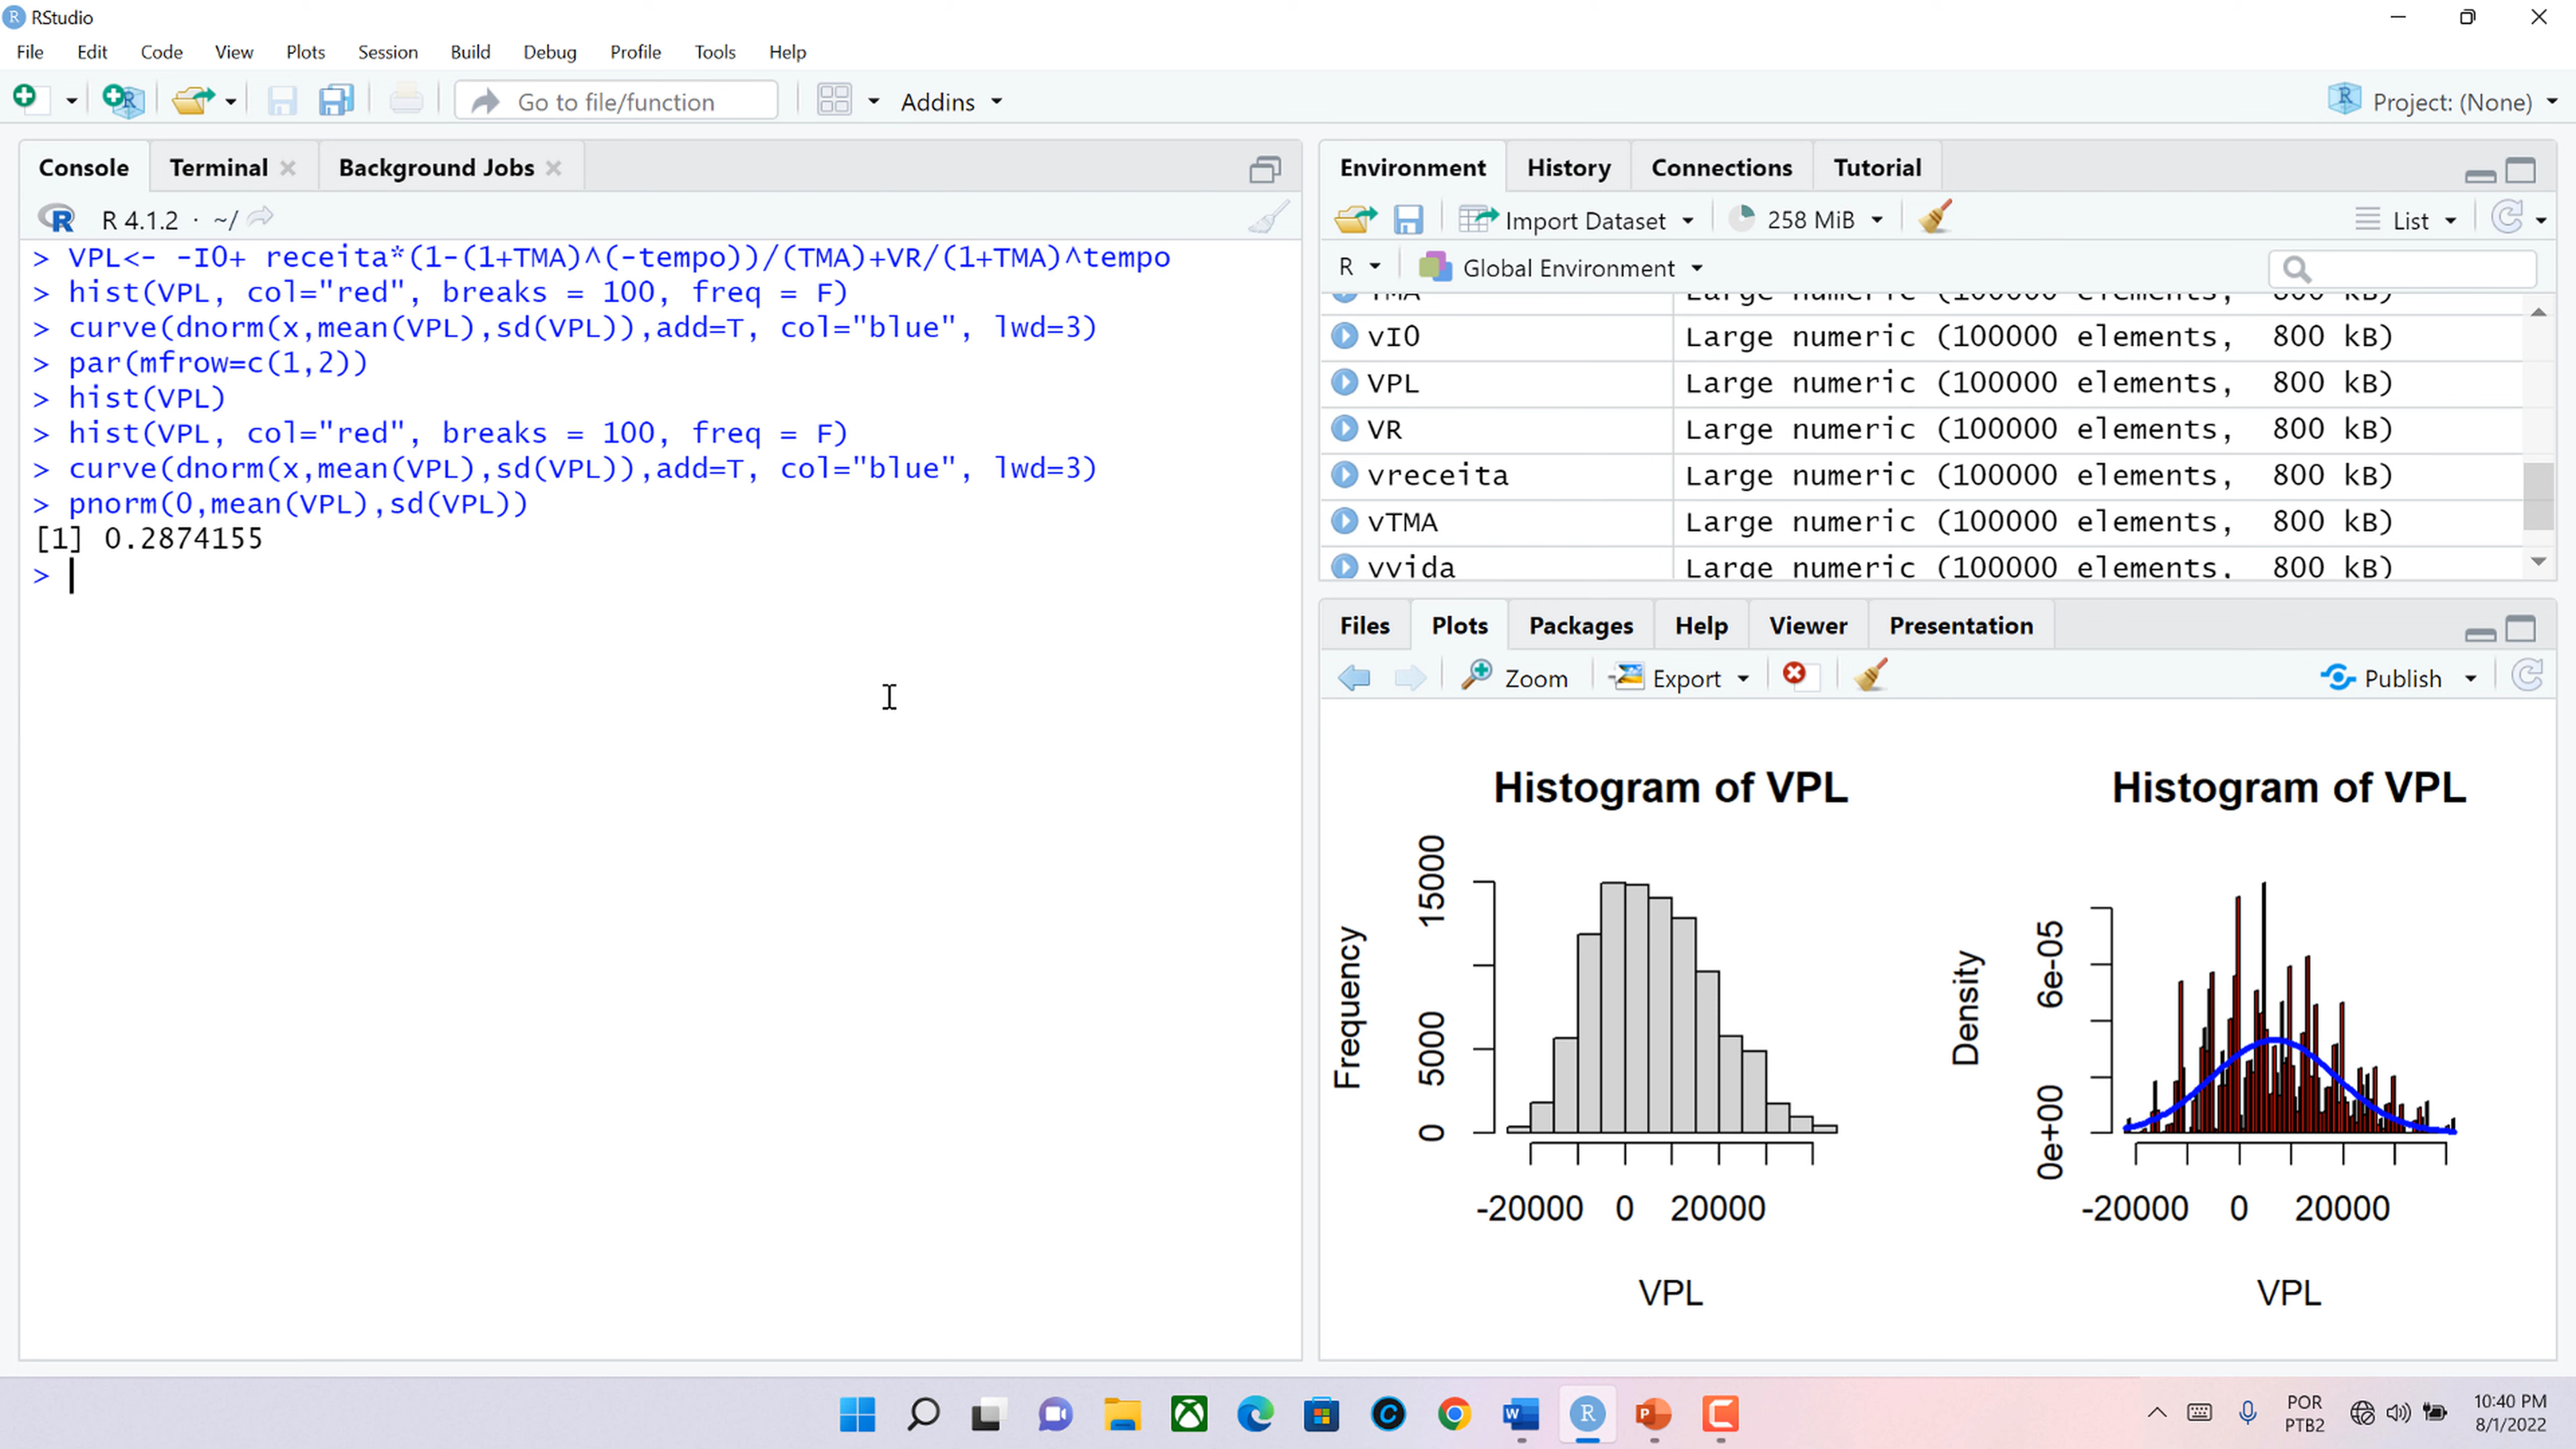 RStudio
File Edit Code View Plots Session Build Debug Profile Tools Help
Go to file/function Addins Project: (None)
Console Terminal Background Jobs
R 4.1.2 · ~/
> VPL<- -I0+ receita*(1-(1+TMA)^(-tempo))/(TMA)+VR/(1+TMA)^tempo
> hist(VPL, col="red", breaks = 100, freq = F)
> curve(dnorm(x,mean(VPL),sd(VPL)),add=T, col="blue", lwd=3)
> par(mfrow=c(1,2))
> hist(VPL)
> hist(VPL, col="red", breaks = 100, freq = F)
> curve(dnorm(x,mean(VPL),sd(VPL)),add=T, col="blue", lwd=3)
> pnorm(0,mean(VPL),sd(VPL))
[1] 0.2874155
>
Environment History Connections Tutorial
Import Dataset 258 MiB List
R Global Environment
TMA Large numeric (100000 elements, 800 kB)
vI0 Large numeric (100000 elements, 800 kB)
VPL Large numeric (100000 elements, 800 kB)
VR Large numeric (100000 elements, 800 kB)
vreceita Large numeric (100000 elements, 800 kB)
vTMA Large numeric (100000 elements, 800 kB)
vvida Large numeric (100000 elements, 800 kB)
Files Plots Packages Help Viewer Presentation
Zoom Export Publish
Histogram of VPL
Frequency
0 5000 15000
-20000 0 20000
VPL
Histogram of VPL
Density
0e+00 6e-05
-20000 0 20000
VPL
POR
PTB2
10:40 PM
8/1/2022